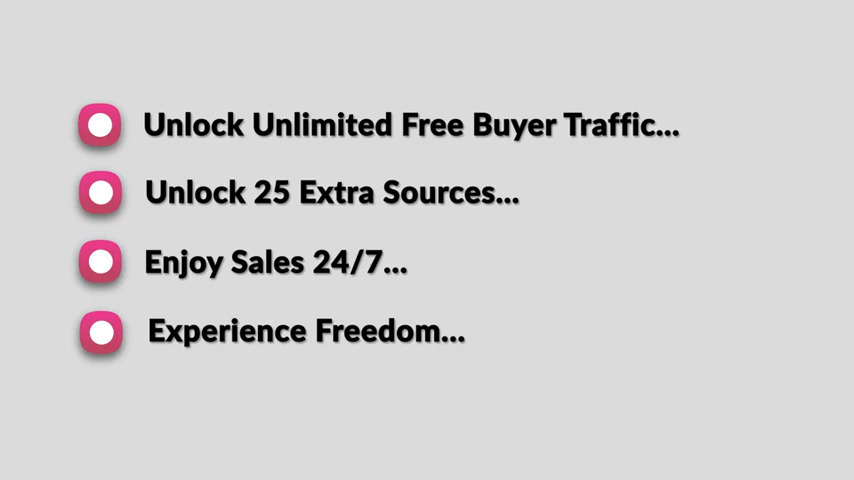 Unlock Unlimited Free Buyer Traffic...
Unlock 25 Extra Sources...
Enjoy Sales 24/7...
Experience Freedom...